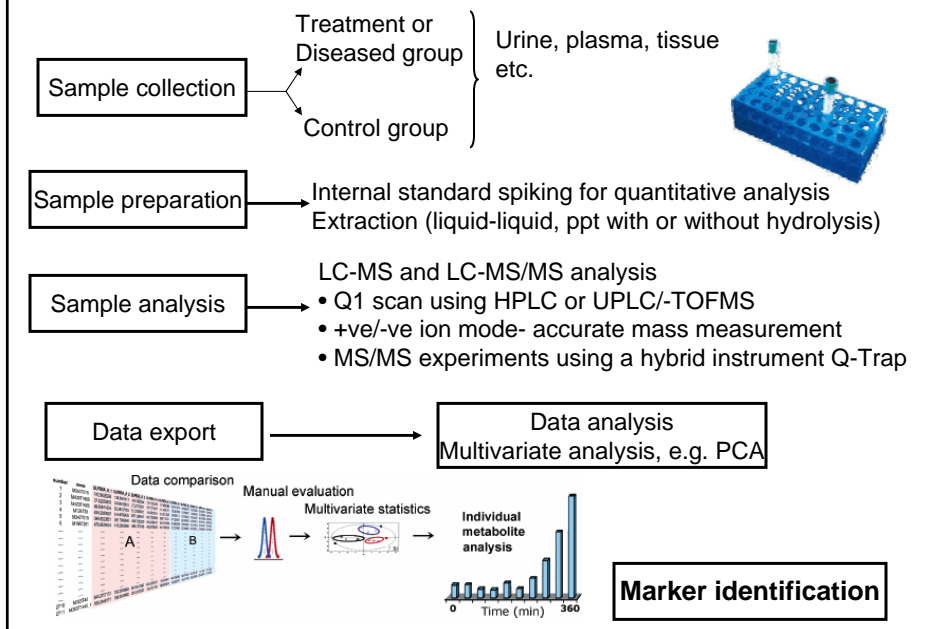 Treatment or
Diseased group
Urine, plasma, tissue
etc.
Sample collection
Control group
Sample preparation
Internal standard spiking for quantitative analysis
Extraction (liquid-liquid, ppt with or without hydrolysis)
Sample analysis
LC-MS and LC-MS/MS analysis
• Q1 scan using HPLC or UPLC/-TOFMS
• +ve/-ve ion mode- accurate mass measurement
• MS/MS experiments using a hybrid instrument Q-Trap
Data export
Data analysis
Multivariate analysis, e.g. PCA
Data comparison
Manual evaluation
Multivariate statistics
Individual
metabolite
analysis
A
B
0
Time (min)
360
Marker identification